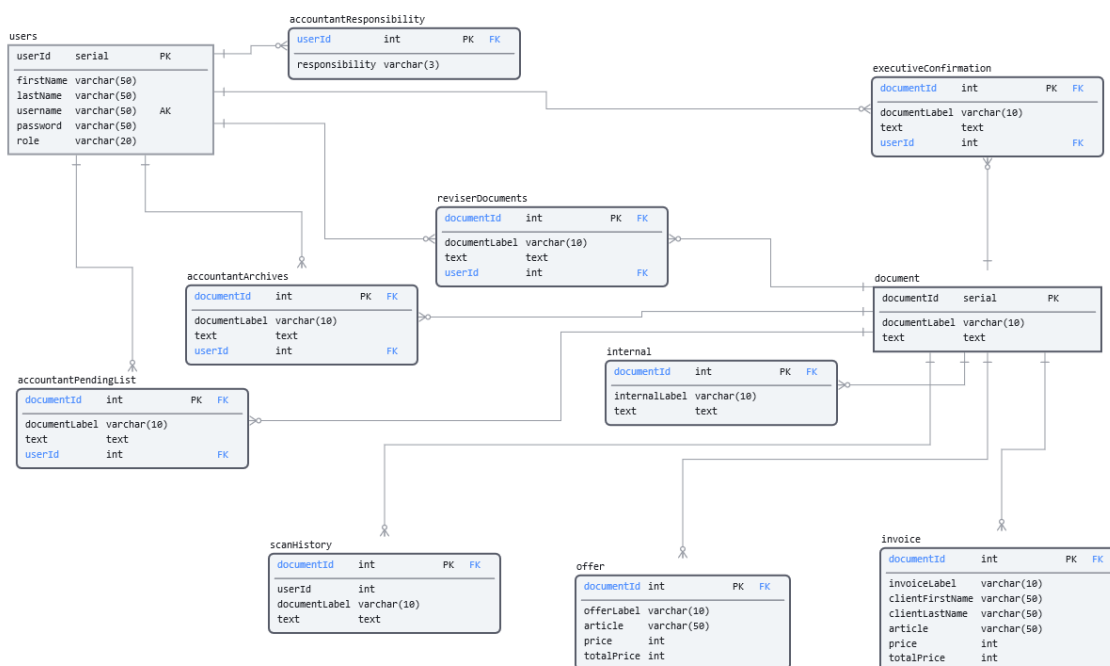 accountantResponsibility
userId int PK FK
responsibility varchar(3)
users
userId serial PK
firstName varchar(50)
lastName varchar(50)
username varchar(50) AK
password varchar(50)
role varchar(20)
executiveConfirmation
documentId int PK FK
documentLabel varchar(10)
text text
userId int FK
reviserDocuments
documentId int PK FK
documentLabel varchar(10)
text text
userId int FK
accountantArchives
documentId int PK FK
documentLabel varchar(10)
text text
userId int FK
document
documentId serial PK
documentLabel varchar(10)
text text
internal
documentId int PK FK
internalLabel varchar(10)
text text
accountantPendingList
documentId int PK FK
documentLabel varchar(10)
text text
userId int FK
scanHistory
documentId int PK FK
userId int
documentLabel varchar(10)
text text
offer
documentId int PK FK
offerLabel varchar(10)
article varchar(50)
price int
totalPrice int
invoice
documentId int PK FK
invoiceLabel varchar(10)
clientFirstName varchar(50)
clientLastName varchar(50)
article varchar(50)
price int
totalPrice int